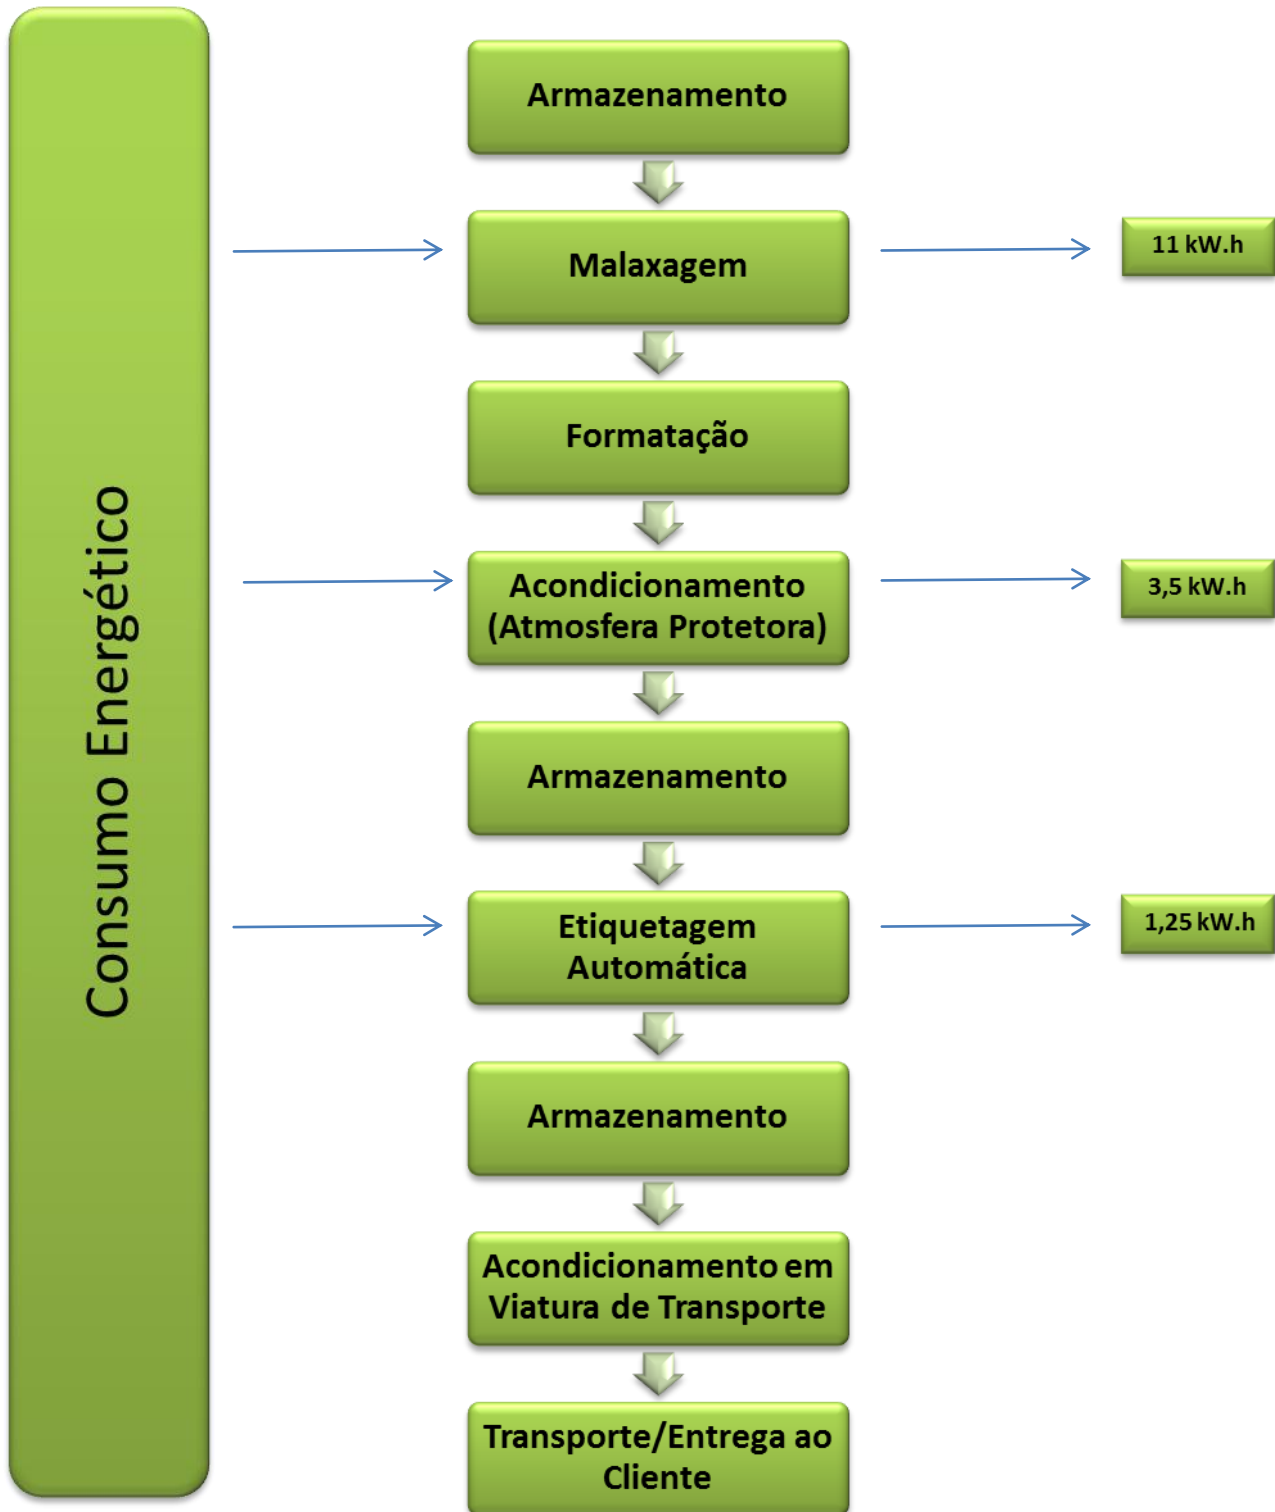 Consumo Energético
Armazenamento
Malaxagem
11 kW.h
Formatação
Acondicionamento
(Atmosfera Protetora)
3,5 kW.h
Armazenamento
Etiquetagem
Automática
1,25 kW.h
Armazenamento
Acondicionamento em
Viatura de Transporte
Transporte/Entrega ao
Cliente